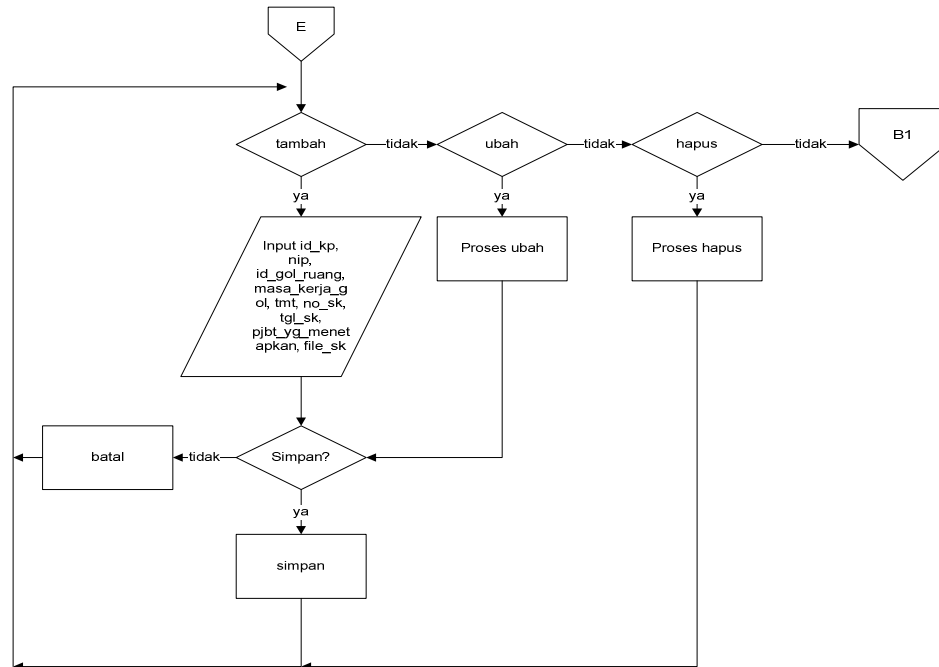 E
tambah
tidak
ubah
tidak
hapus
tidak
B1
ya
ya
ya
Input id_kp,
nip,
id_gol_ruang,
masa_kerja_g
ol, tmt, no_sk,
tgl_sk,
pjbt_yg_menet
apkan, file_sk
Proses ubah
Proses hapus
batal
tidak
Simpan?
ya
simpan